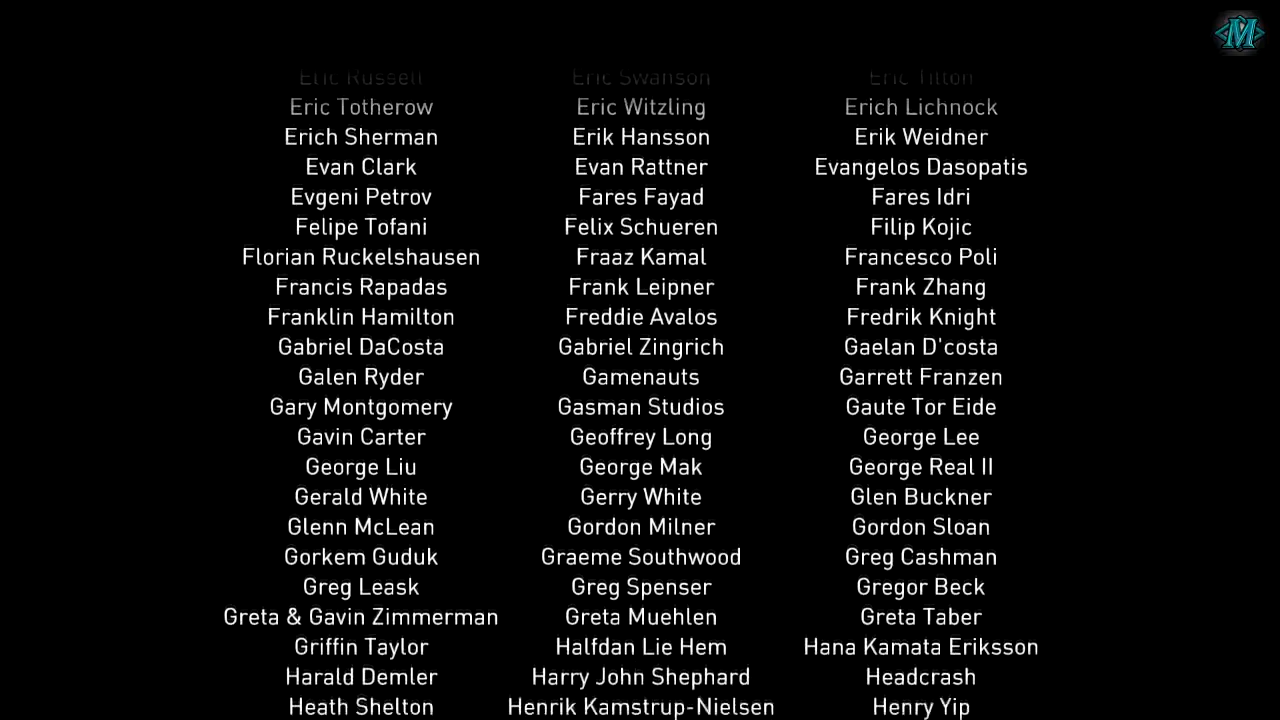 Eric Russell Eric Swanson Eric Tilton
Eric Totherow Eric Witzling Erich Lichnock
Erich Sherman Erik Hansson Erik Weidner
Evan Clark Evan Rattner Evangelos Dasopatis
Evgeni Petrov Fares Fayad Fares Idri
Felipe Tofani Felix Schueren Filip Kojic
Florian Ruckelshausen Fraaz Kamal Francesco Poli
Francis Rapadas Frank Leipner Frank Zhang
Franklin Hamilton Freddie Avalos Fredrik Knight
Gabriel DaCosta Gabriel Zingrich Gaelan D'costa
Galen Ryder Gamenauts Garrett Franzen
Gary Montgomery Gasman Studios Gaute Tor Eide
Gavin Carter Geoffrey Long George Lee
George Liu George Mak George Real II
Gerald White Gerry White Glen Buckner
Glenn McLean Gordon Milner Gordon Sloan
Gorkem Guduk Graeme Southwood Greg Cashman
Greg Leask Greg Spenser Gregor Beck
Greta & Gavin Zimmerman Greta Muehlen Greta Taber
Griffin Taylor Halfdan Lie Hem Hana Kamata Eriksson
Harald Demler Harry John Shephard Headcrash
Heath Shelton Henrik Kamstrup-Nielsen Henry Yip
M